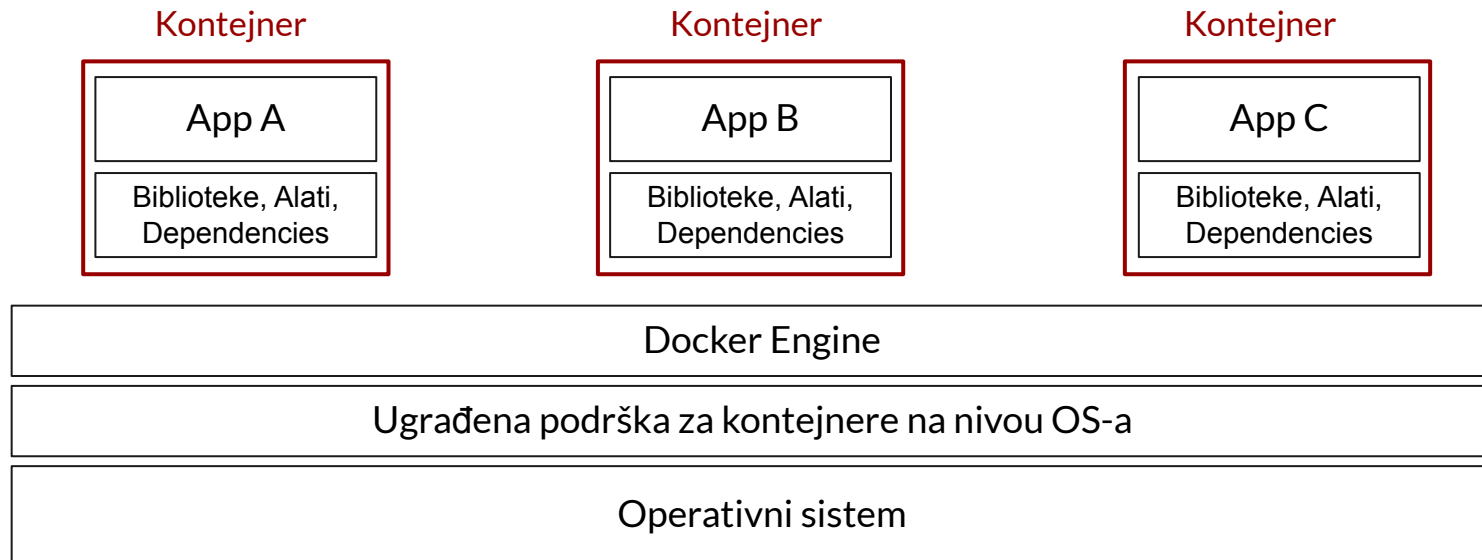 Kontejner
Kontejner
Kontejner
App A
App B
App C
Biblioteke, Alati,
Dependencies
Biblioteke, Alati,
Dependencies
Biblioteke, Alati,
Dependencies
Docker Engine
Ugrađena podrška za kontejnere na nivou OS-a
Operativni sistem